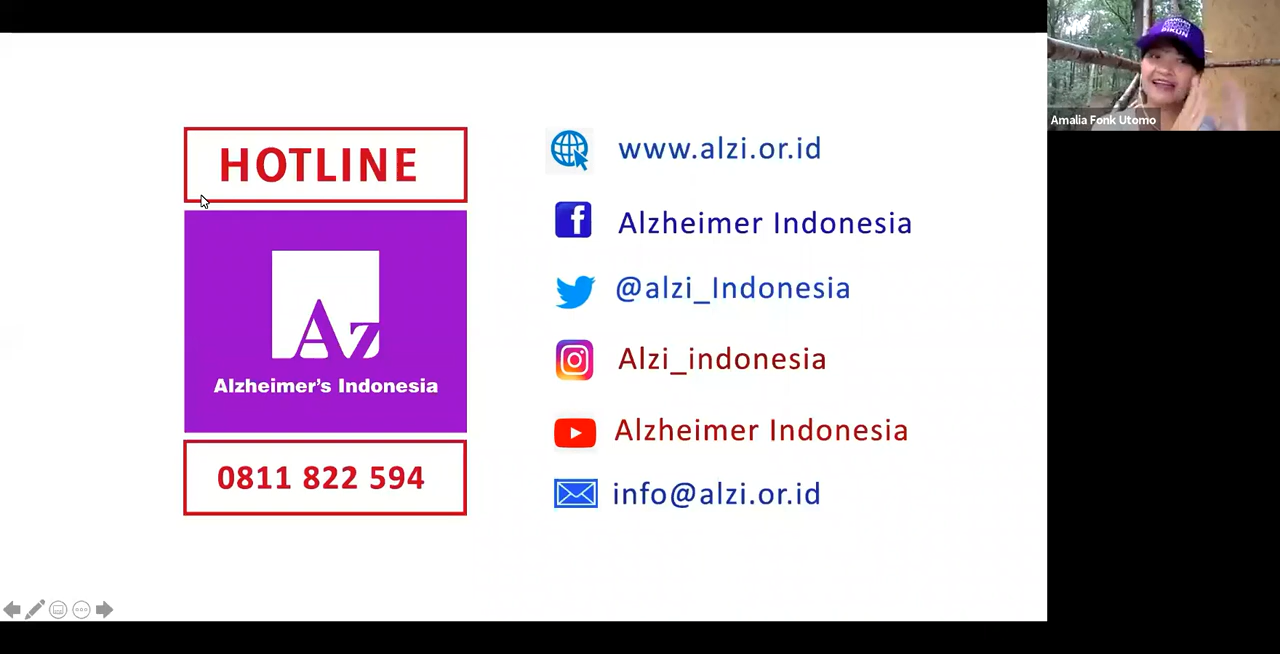 HOTLINE
Az
Alzheimer's Indonesia
0811 822 594
www.alzi.or.id
Alzheimer Indonesia
@alzi_Indonesia
Alzi_indonesia
Alzheimer Indonesia
info@alzi.or.id
PIKUN
Amalia Fonk Utomo